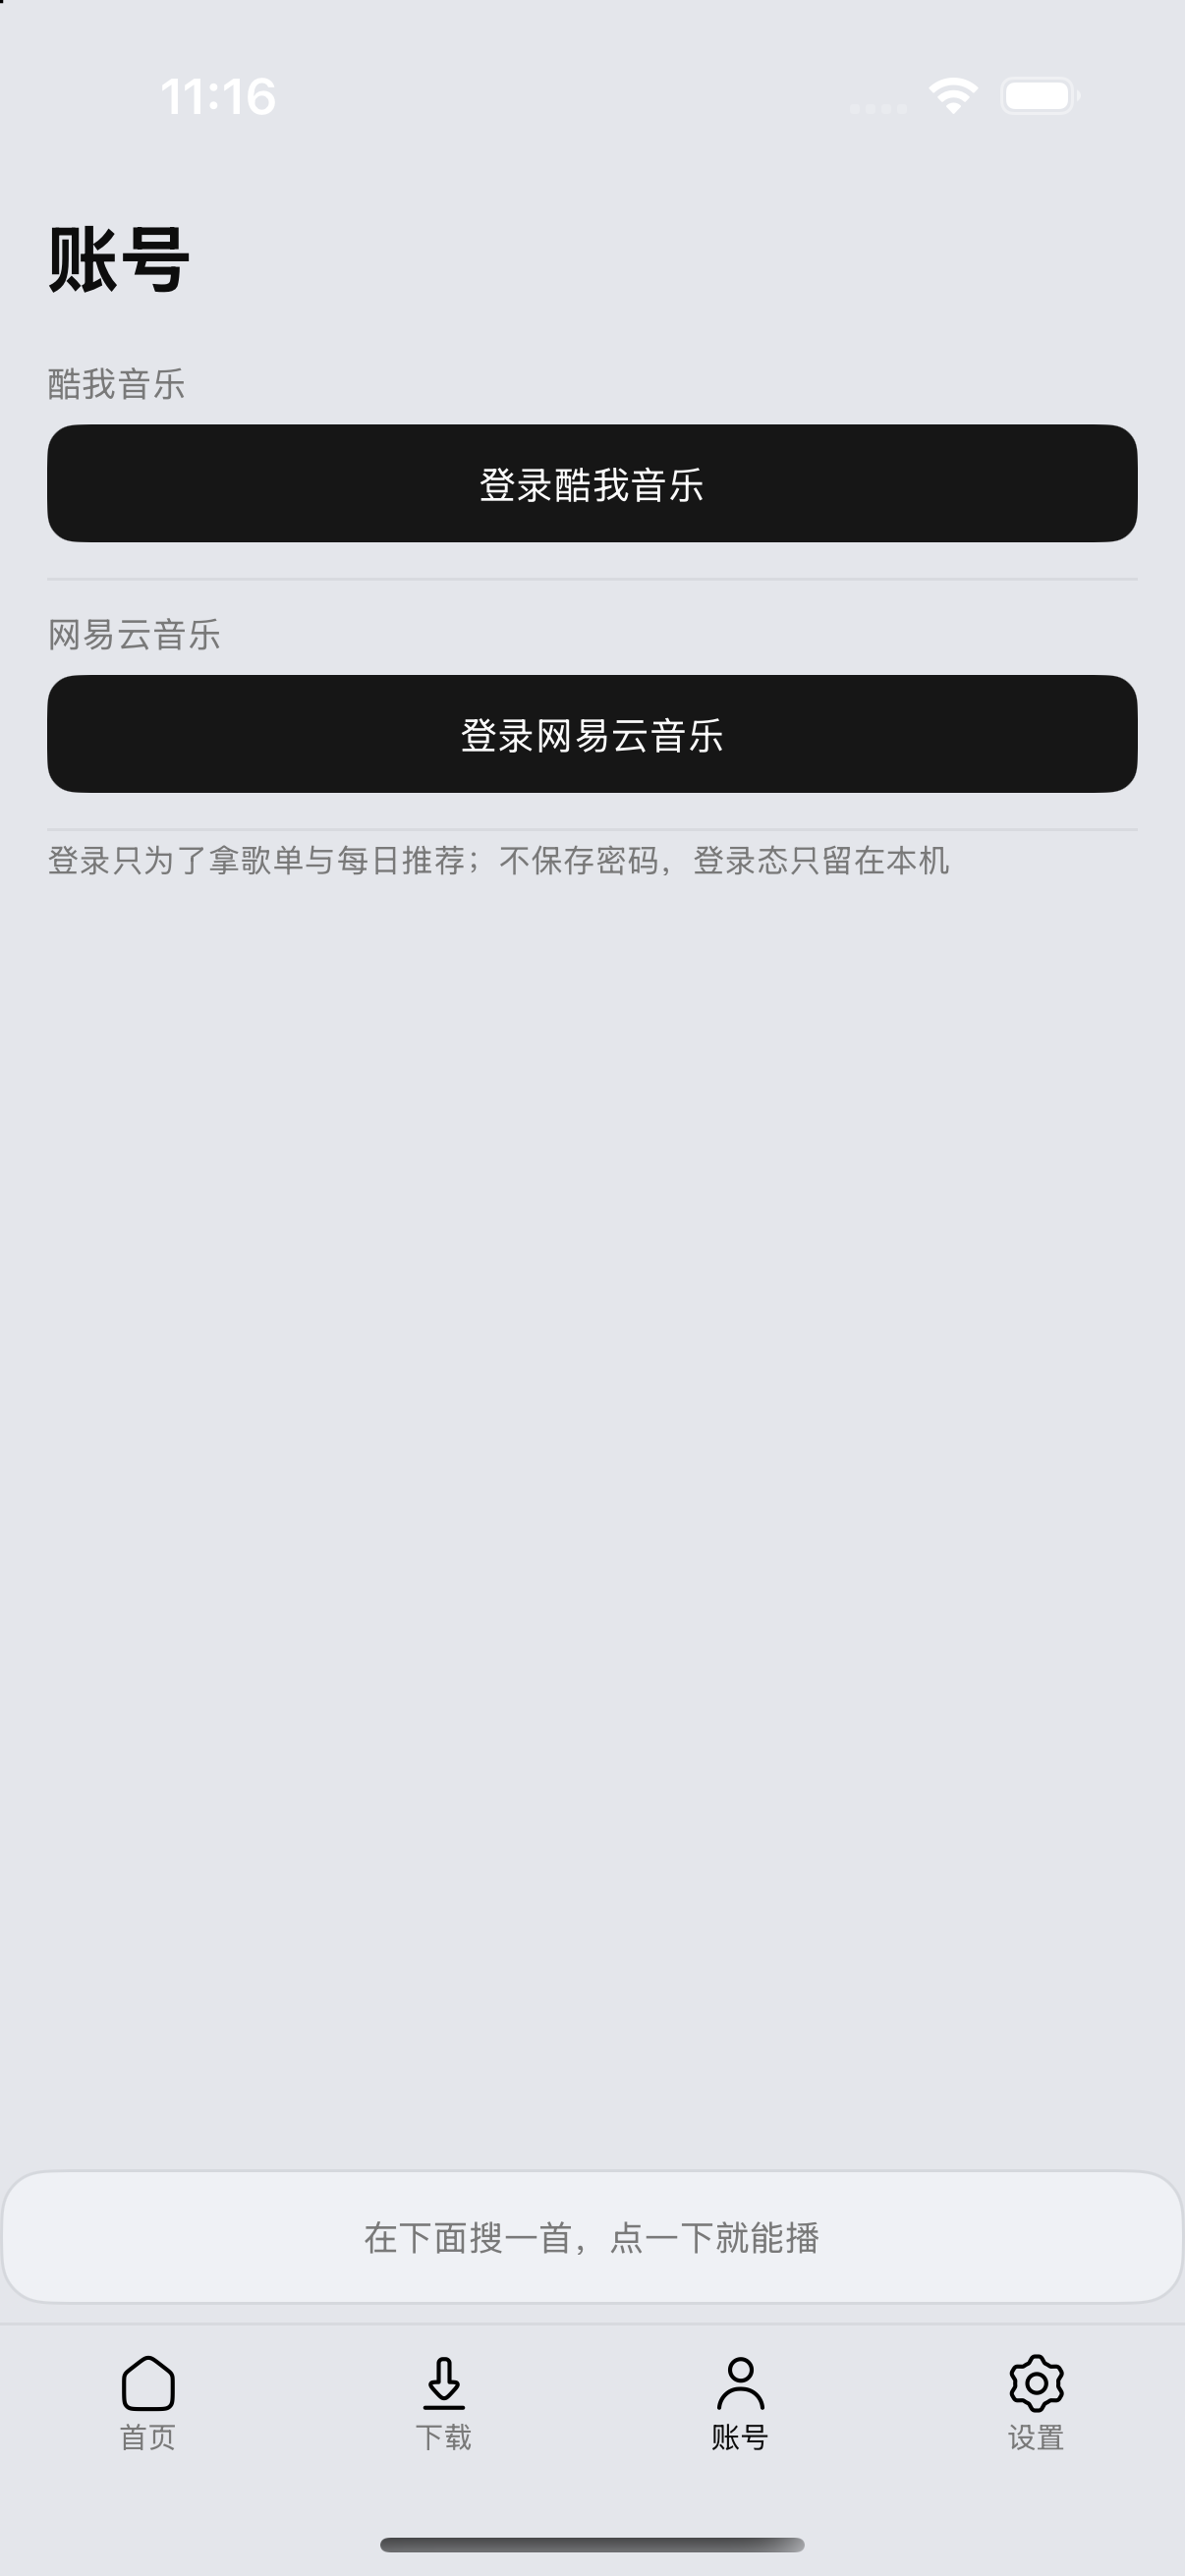 11:16
账号
酷我音乐
登录酷我音乐
网易云音乐
登录网易云音乐
登录只为了拿歌单与每日推荐；不保存密码，登录态只留在本机
在下面搜一首，点一下就能播
首页
下载
账号
设置